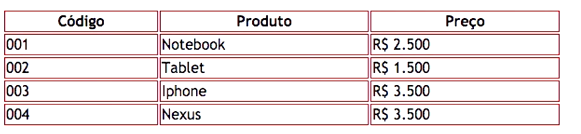 Código Produto Preço
001 Notebook R$ 2.500
002 Tablet R$ 1.500
003 Iphone R$ 3.500
004 Nexus R$ 3.500